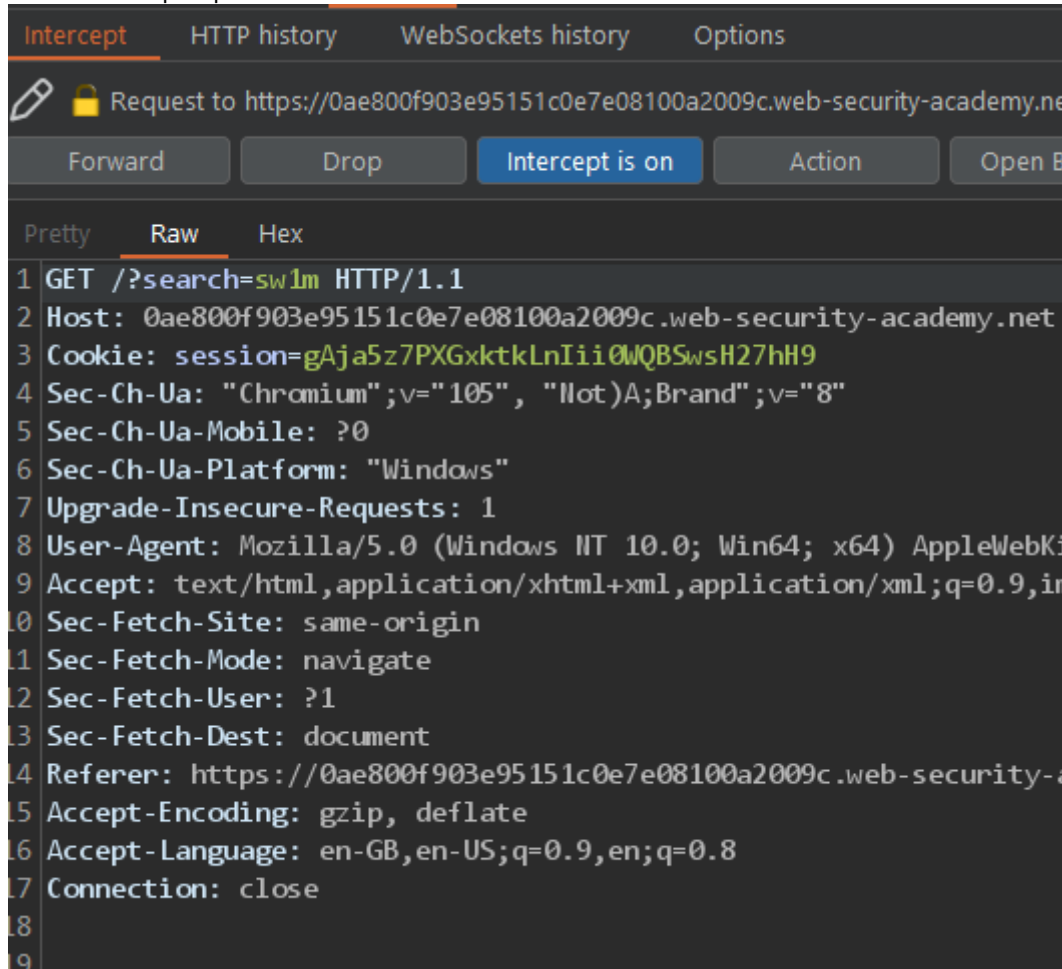 Intercept HTTP history WebSockets history Options
Request to https://0ae800f903e95151c0e7e08100a2009c.web-security-academy.ne
Forward Drop Intercept is on Action Open
Pretty Raw Hex
1 GET /?search=sw1m HTTP/1.1
2 Host: 0ae800f903e95151c0e7e08100a2009c.web-security-academy.net
3 Cookie: session=gAja5z7PXGxktkLnIii0WQBSwsH27hH9
4 Sec-Ch-Ua: "Chromium";v="105", "Not)A;Brand";v="8"
5 Sec-Ch-Ua-Mobile: ?0
6 Sec-Ch-Ua-Platform: "Windows"
7 Upgrade-Insecure-Requests: 1
8 User-Agent: Mozilla/5.0 (Windows NT 10.0; Win64; x64) AppleWebKi
9 Accept: text/html,application/xhtml+xml,application/xml;q=0.9,i
10 Sec-Fetch-Site: same-origin
11 Sec-Fetch-Mode: navigate
12 Sec-Fetch-User: ?1
13 Sec-Fetch-Dest: document
14 Referer: https://0ae800f903e95151c0e7e08100a2009c.web-security-
15 Accept-Encoding: gzip, deflate
16 Accept-Language: en-GB,en-US;q=0.9,en;q=0.8
17 Connection: close
18
19